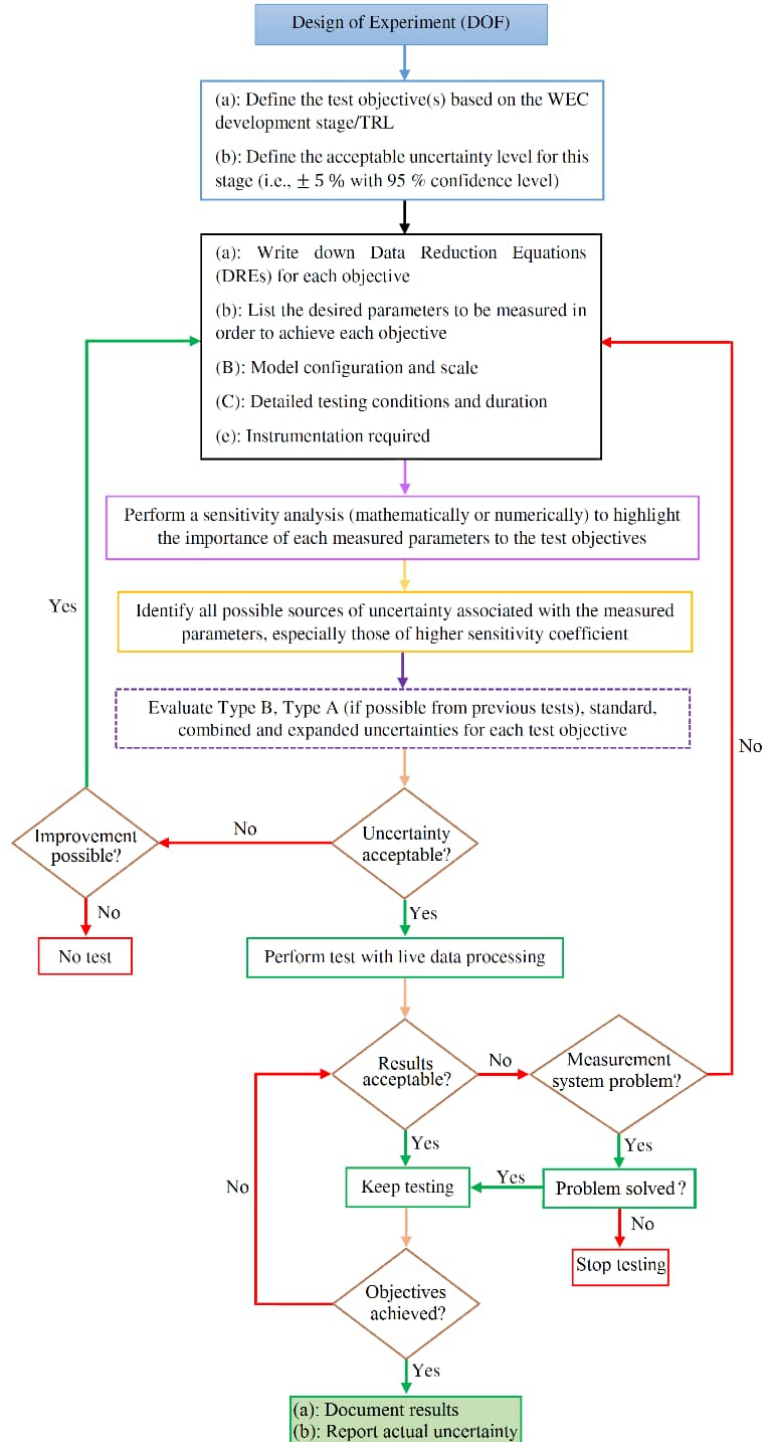 Design of Experiment (DOF)
(a): Define the test objective(s) based on the WEC
development stage/TRL
(b): Define the acceptable uncertainty level for this
stage (i.e., ± 5 % with 95 % confidence level)
(a): Write down Data Reduction Equations
(DREs) for each objective
(b): List the desired parameters to be measured in
order to achieve each objective
(B): Model configuration and scale
(C): Detailed testing conditions and duration
(e): Instrumentation required
Perform a sensitivity analysis (mathematically or numerically) to highlight
the importance of each measured parameters to the test objectives
Yes
Identify all possible sources of uncertainty associated with the measured
parameters, especially those of higher sensitivity coefficient
Evaluate Type B, Type A (if possible from previous tests), standard,
combined and expanded uncertainties for each test objective
No
Improvement
possible?
No
Uncertainty
acceptable?
No
Yes
No test
Perform test with live data processing
Results
acceptable?
No
Measurement
system problem?
Yes
Yes
No
Keep testing
Yes
Problem solved?
No
Stop testing
Objectives
achieved?
Yes
(a): Document results
(b): Report actual uncertainty